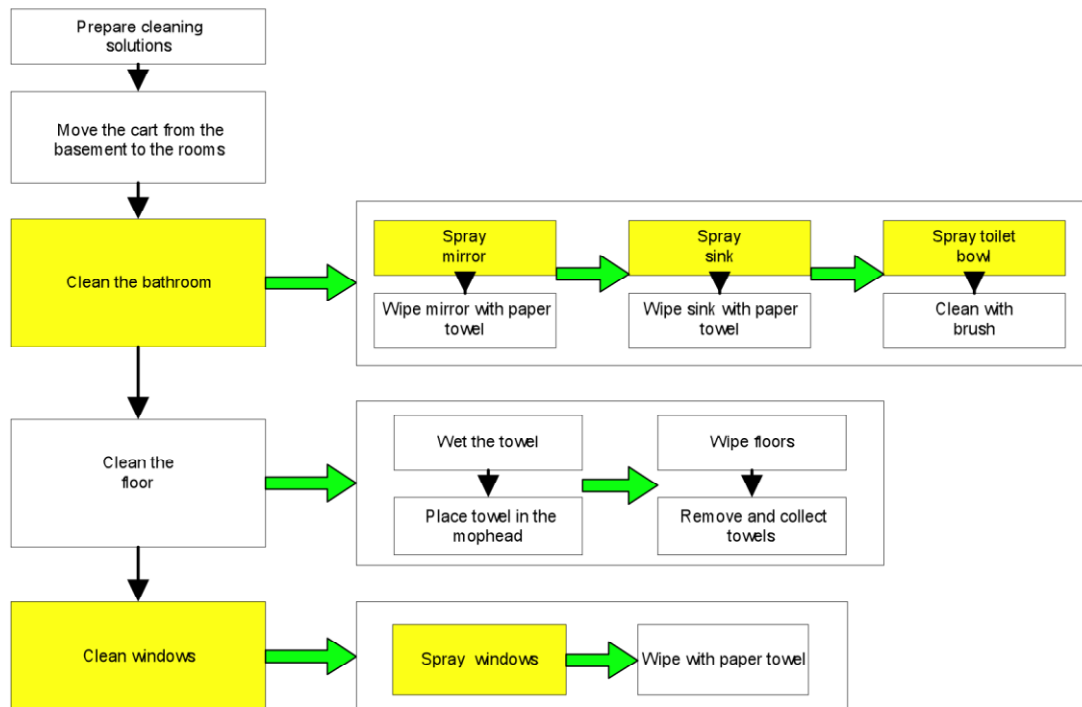 Prepare cleaning
solutions
Move the cart from the
basement to the rooms
Clean the bathroom
Spray
mirror
Wipe mirror with paper
towel
Spray
sink
Wipe sink with paper
towel
Spray toilet
bowl
Clean with
brush
Clean the
floor
Wet the towel
Place towel in the
mophead
Wipe floors
Remove and collect
towels
Clean windows
Spray windows
Wipe with paper towel